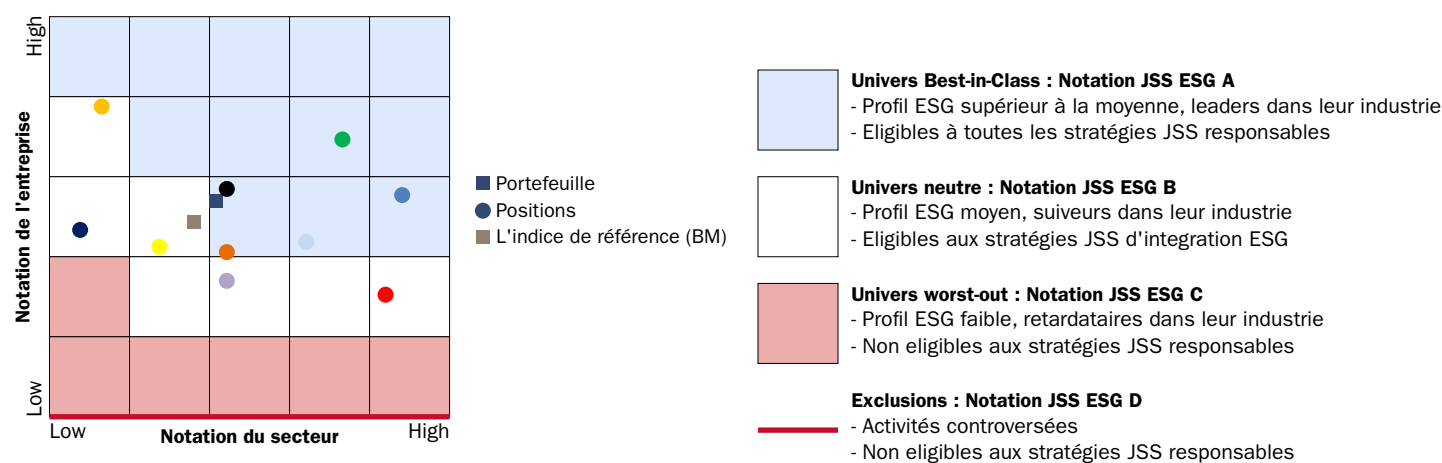 High
Notation de l'entreprise
Low
Low
Notation du secteur
High
Portefeuille
Positions
L'indice de référence (BM)
Univers Best-in-Class : Notation JSS ESG A
- Profil ESG supérieur à la moyenne, leaders dans leur industrie
- Eligibles à toutes les stratégies JSS responsables
Univers neutre : Notation JSS ESG B
- Profil ESG moyen, suiveurs dans leur industrie
- Eligibles aux stratégies JSS d'integration ESG
Univers worst-out : Notation JSS ESG C
- Profil ESG faible, retardataires dans leur industrie
- Non eligibles aux stratégies JSS responsables
Exclusions : Notation JSS ESG D
- Activités controversées
- Non eligibles aux stratégies JSS responsables